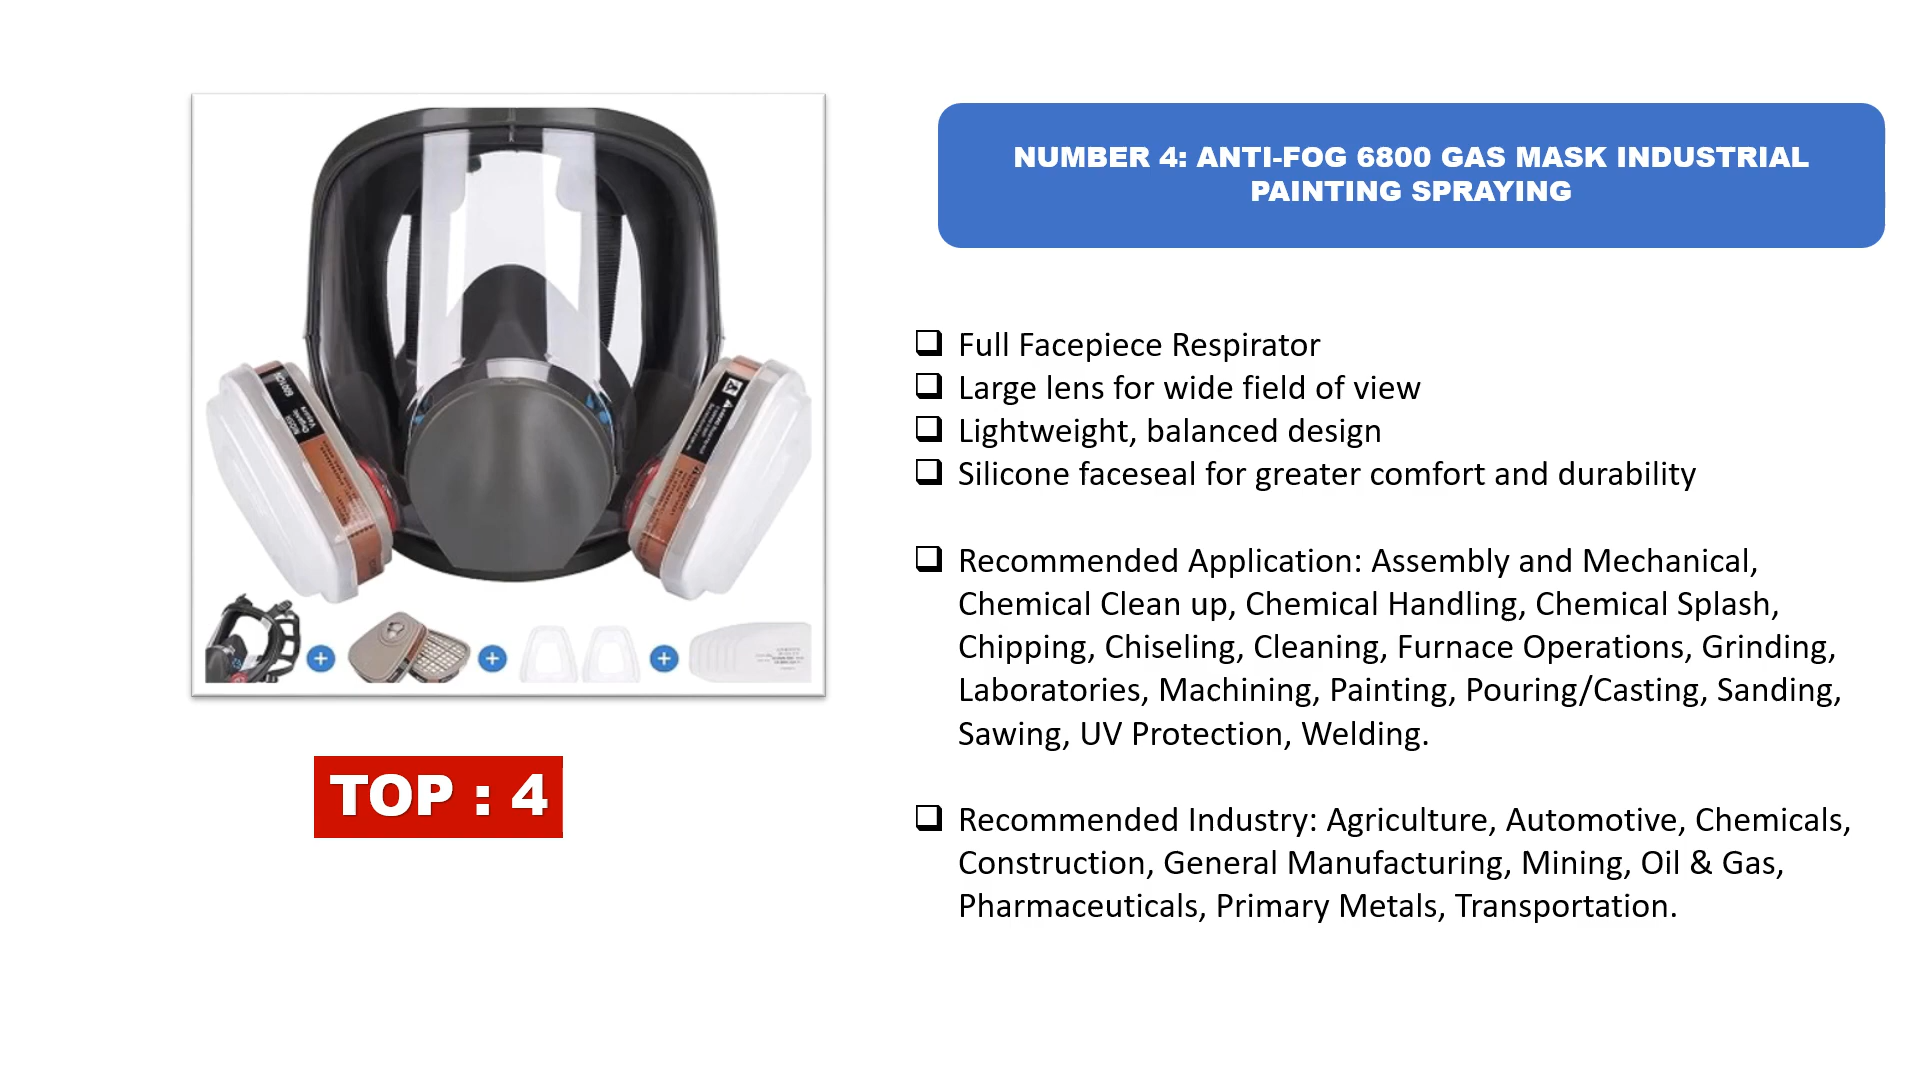 NUMBER 4: ANTI-FOG 6800 GAS MASK INDUSTRIAL
PAINTING SPRAYING
Full Facepiece Respirator
Large lens for wide field of view
Lightweight, balanced design
Silicone faceseal for greater comfort and durability
Recommended Application: Assembly and Mechanical,
Chemical Clean up, Chemical Handling, Chemical Splash,
Chipping, Chiseling, Cleaning, Furnace Operations, Grinding,
Laboratories, Machining, Painting, Pouring/Casting, Sanding,
Sawing, UV Protection, Welding.
Recommended Industry: Agriculture, Automotive, Chemicals,
Construction, General Manufacturing, Mining, Oil & Gas,
Pharmaceuticals, Primary Metals, Transportation.
TOP : 4